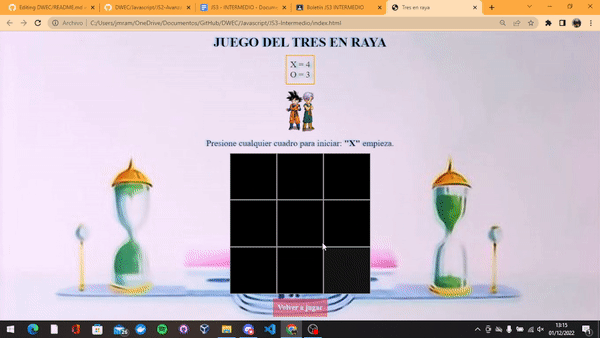 Editing DWEC/README.md
DWEC/Javascript/JS2-Avan
JS3 - INTERMEDIO - Docum
Boletín JS3 INTERMEDIO
Tres en raya
Archivo
C:/Users/jmram/OneDrive/Documentos/GitHub/DWEC/Javascript/JS3-Intermedio/index.html
JUEGO DEL TRES EN RAYA
X = 4
O = 3
Presione cualquier cuadro para iniciar: "X" empieza.
Volver a jugar
13:15
01/12/2022